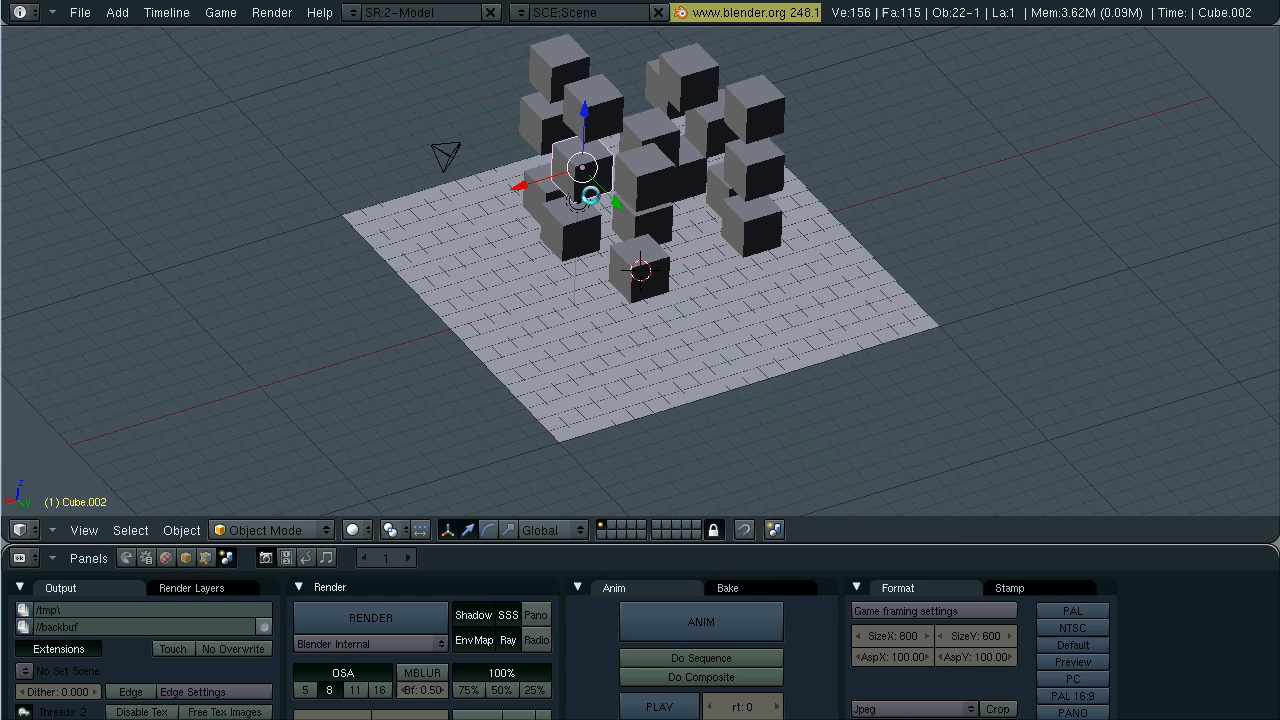 File Add Timeline Game Render Help SR:2-Model SCE:Scene www.blender.org 248.1 Ve:156 | Fa:115 | Ob:22-1 | La:1 | Mem:3.62M (0.09M) | Time: | Cube.002
z
x y
(1) Cube.002
View Select Object Object Mode Global
Panels 1
Output Render Layers Render Anim Bake Format Stamp
/tmp\ RENDER Shadow SSS Pano ANIM Game framing settings PAL
//backbuf NTSC
Extensions Touch No Overwrite Blender Internal EnvMap Ray Radio SizeX: 800 SizeY: 600 Default
No Set Scene OSA MBLUR 100% Do Sequence AspX: 100.00 AspY: 100.00 Preview
Dither: 0.000 Edge Edge Settings 5 8 11 16 Bf: 0.50 75% 50% 25% Do Composite PC
PAL 16:9
Threads: 2 Disable Tex Free Tex Images PLAY rt:0 Jpeg Crop PANO